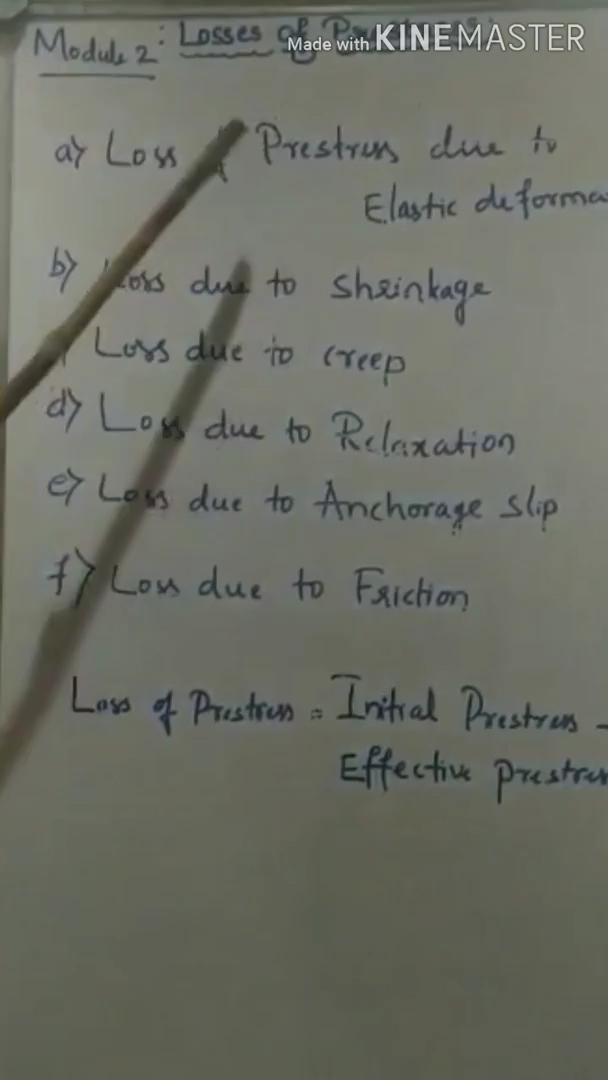 Module 2: Losses of
Made with KINEMASTER
a) Loss Prestress due to
Elastic deforma
b) Loss due to Shrinkage
Loss due to creep
d) Loss due to Relaxation
e) Loss due to Anchorage slip
f) Loss due to Friction
Loss of Prestress = Initial Prestress -
Effective prestres